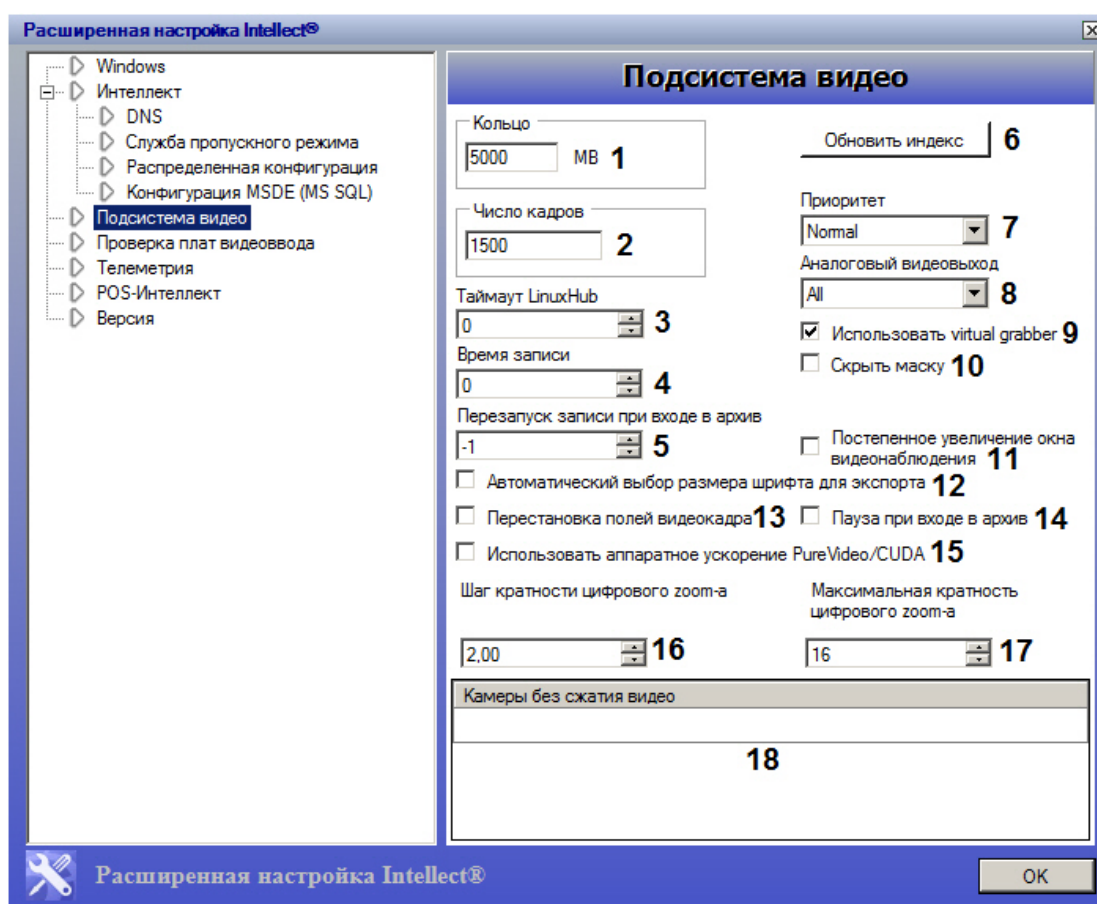 Расширенная настройка Intellect®
Windows
Интеллект
DNS
Служба пропускного режима
Распределенная конфигурация
Конфигурация MSDE (MS SQL)
Подсистема видео
Проверка плат видеоввода
Телеметрия
POS-Интеллект
Версия
Подсистема видео
Кольцо
5000 MB 1
Обновить индекс 6
Число кадров
1500 2
Приоритет
Normal 7
Аналоговый видеовыход
All 8
Таймаут LinuxHub
0 3
Использовать virtual grabber 9
Время записи
0 4
Скрыть маску 10
Перезапуск записи при входе в архив
-1 5
Постепенное увеличение окна
видеонаблюдения 11
Автоматический выбор размера шрифта для экспорта 12
Перестановка полей видеокадра 13
Пауза при входе в архив 14
Использовать аппаратное ускорение PureVideo/CUDA 15
Шаг кратности цифрового zoom-а
2,00 16
Максимальная кратность
цифрового zoom-а
16 17
Камеры без сжатия видео
18
Расширенная настройка Intellect®
OK